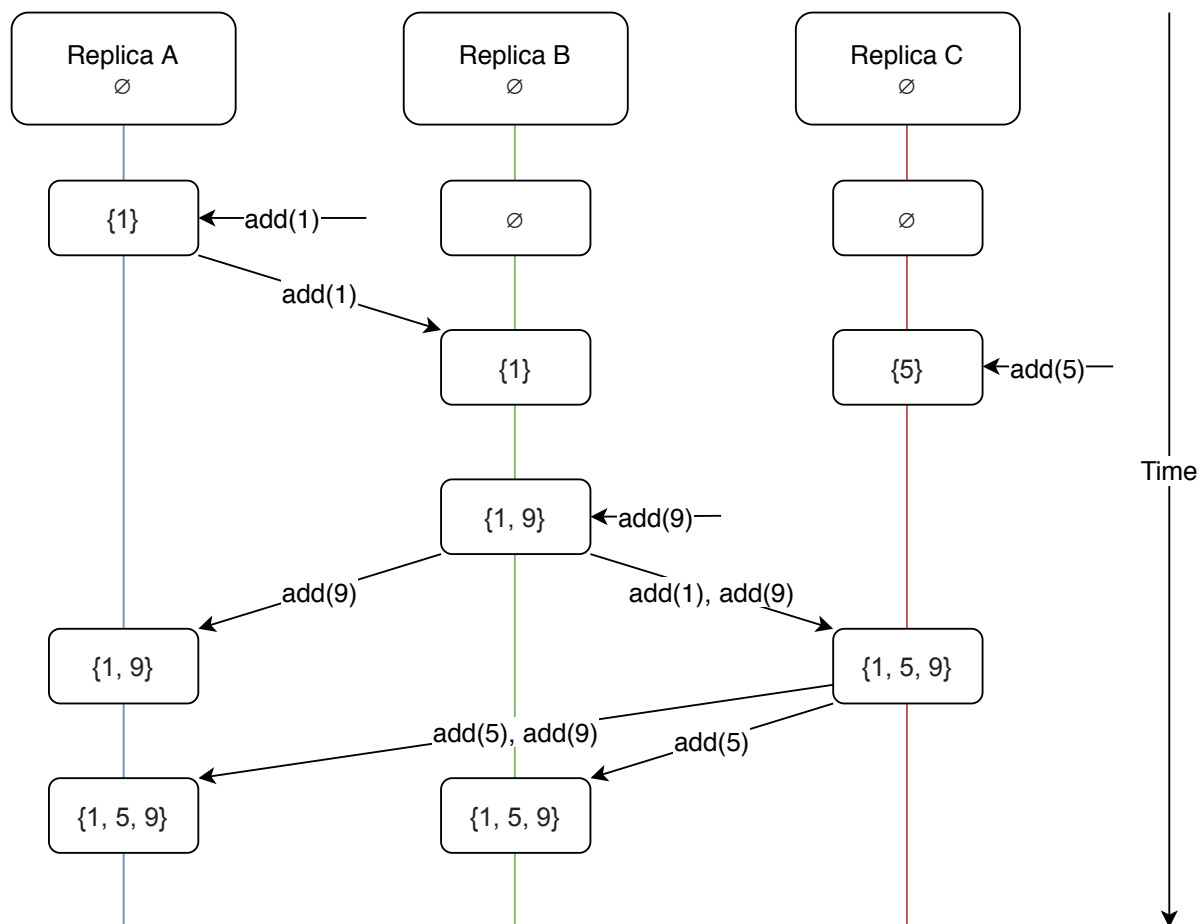 Replica A
∅
Replica B
∅
Replica C
∅
{1}
add(1)
∅
∅
add(1)
{1}
{5}
add(5)
Time
{1, 9}
add(9)
add(9)
add(1), add(9)
{1, 9}
{1, 5, 9}
add(5), add(9)
add(5)
{1, 5, 9}
{1, 5, 9}